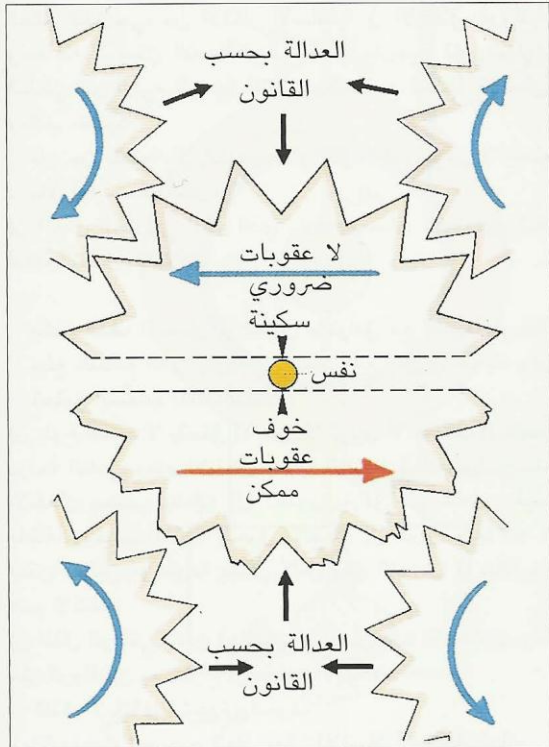 العدالة بحسب
القانون
لا عقوبات
ضروري
سكينة
نفس
خوف
عقوبات
ممكن
العدالة بحسب
القانون